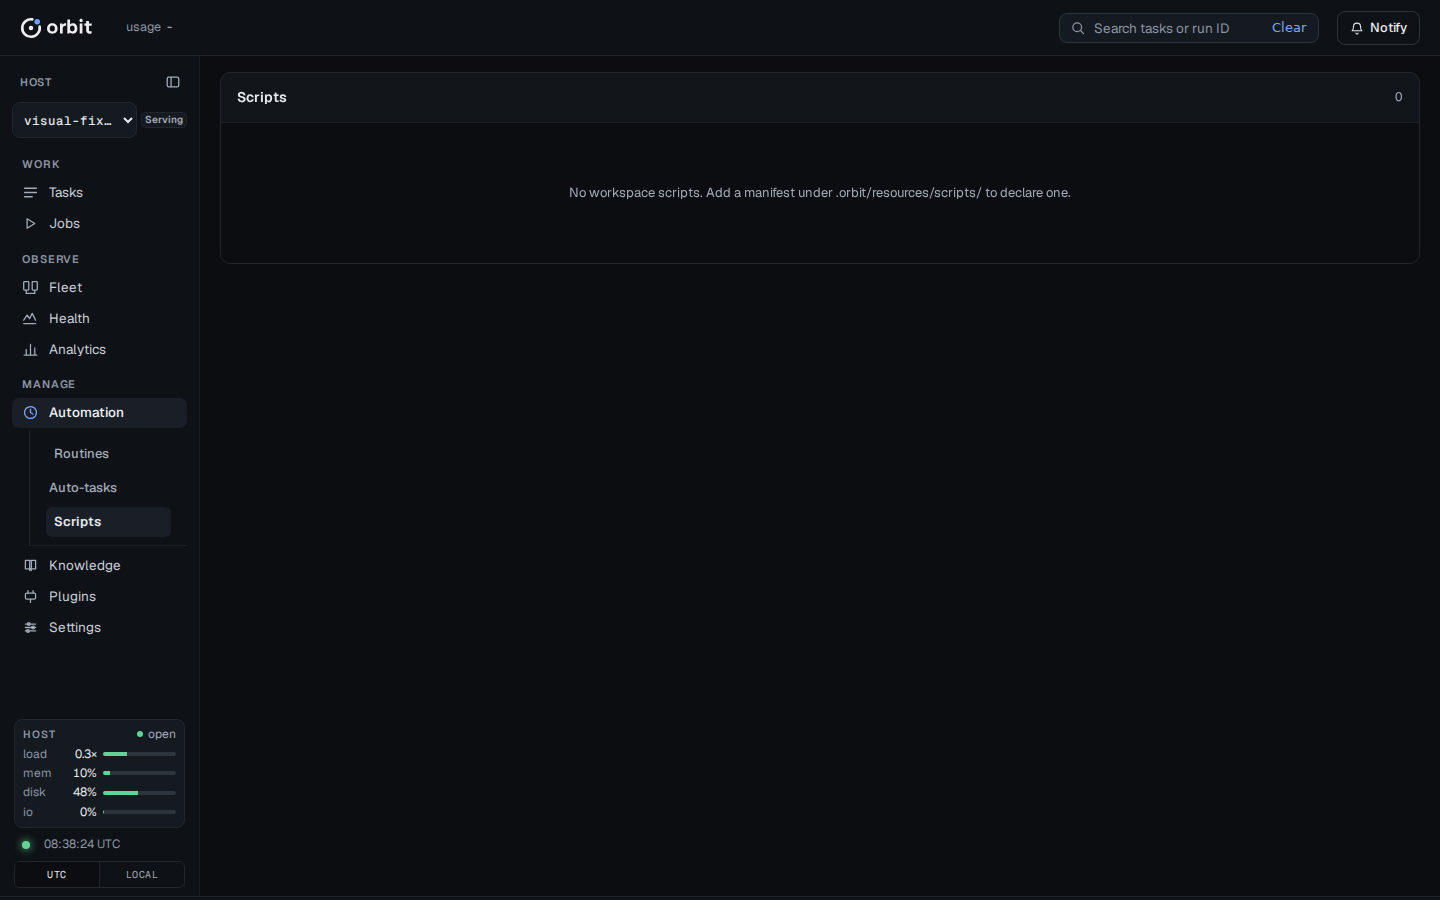 orbit
usage -
Search tasks or run ID
Clear
Notify
HOST
visual-fix…
Serving
WORK
Tasks
Jobs
OBSERVE
Fleet
Health
Analytics
MANAGE
Automation
Routines
Auto-tasks
Scripts
Knowledge
Plugins
Settings
HOST
open
load 0.3×
mem 10%
disk 48%
io 0%
08:38:24 UTC
UTC
LOCAL
Scripts
0
No workspace scripts. Add a manifest under .orbit/resources/scripts/ to declare one.